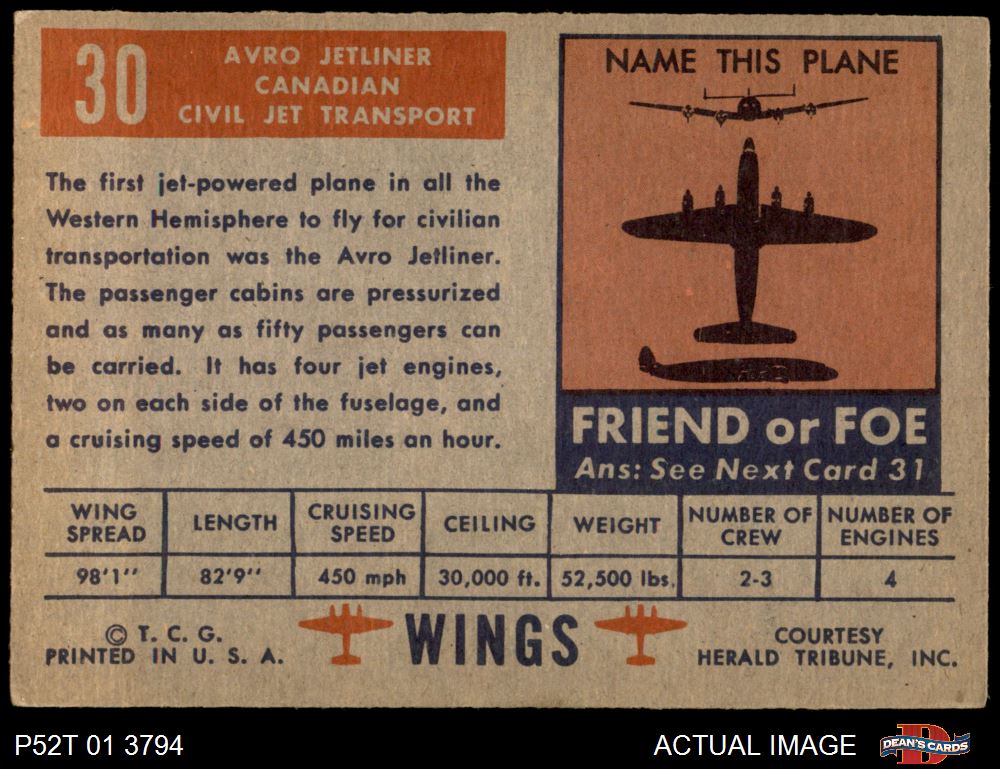 30
AVRO JETLINER
CANADIAN
CIVIL JET TRANSPORT
The first jet-powered plane in all the
Western Hemisphere to fly for civilian
transportation was the Avro Jetliner.
The passenger cabins are pressurized
and as many as fifty passengers can
be carried. It has four jet engines,
two on each side of the fuselage, and
a cruising speed of 450 miles an hour.
NAME THIS PLANE
FRIEND or FOE
Ans: See Next Card 31
WING SPREAD LENGTH CRUISING SPEED CEILING WEIGHT NUMBER OF CREW NUMBER OF ENGINES
98'1'' 82'9'' 450 mph 30,000 ft. 52,500 lbs. 2-3 4
© T. C. G.
PRINTED IN U. S. A.
WINGS
COURTESY
HERALD TRIBUNE, INC.
P52T 01 3794
ACTUAL IMAGE
DEAN'S CARDS